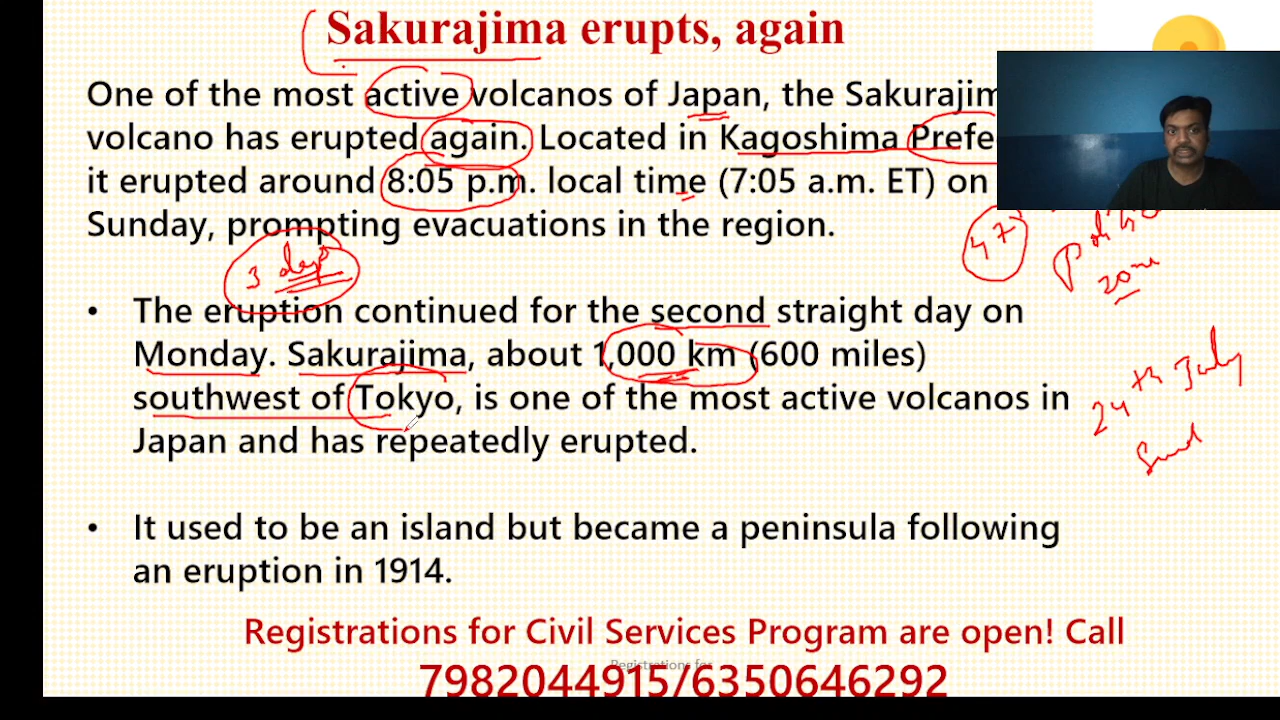 Sakurajima erupts, again
One of the most active volcanos of Japan, the Sakurajim
volcano has erupted again. Located in Kagoshima Prefe
it erupted around 8:05 p.m. local time (7:05 a.m. ET) on
Sunday, prompting evacuations in the region.
47
3
zone
• The eruption continued for the second straight day on
Monday. Sakurajima, about 1,000 km (600 miles)
southwest of Tokyo, is one of the most active volcanos in
Japan and has repeatedly erupted.
24th July
• It used to be an island but became a peninsula following
an eruption in 1914.
Registrations for Civil Services Program are open! Call
Registrations for
7982044915/6350646292